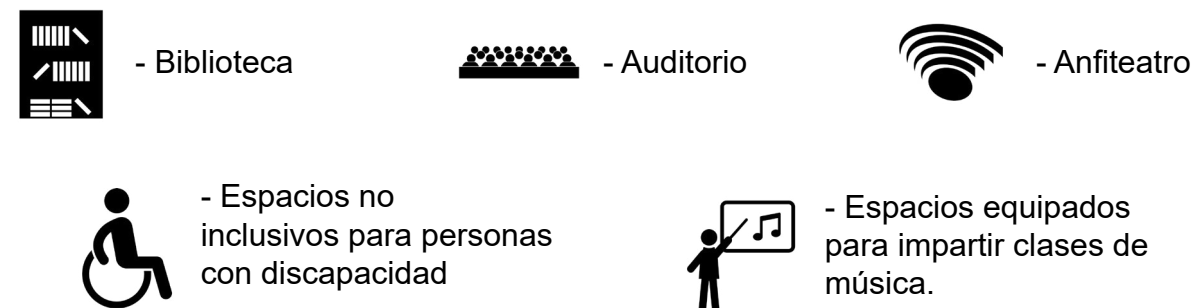 - Biblioteca
- Auditorio
- Anfiteatro
- Espacios no
inclusivos para personas
con discapacidad
- Espacios equipados
para impartir clases de
música.